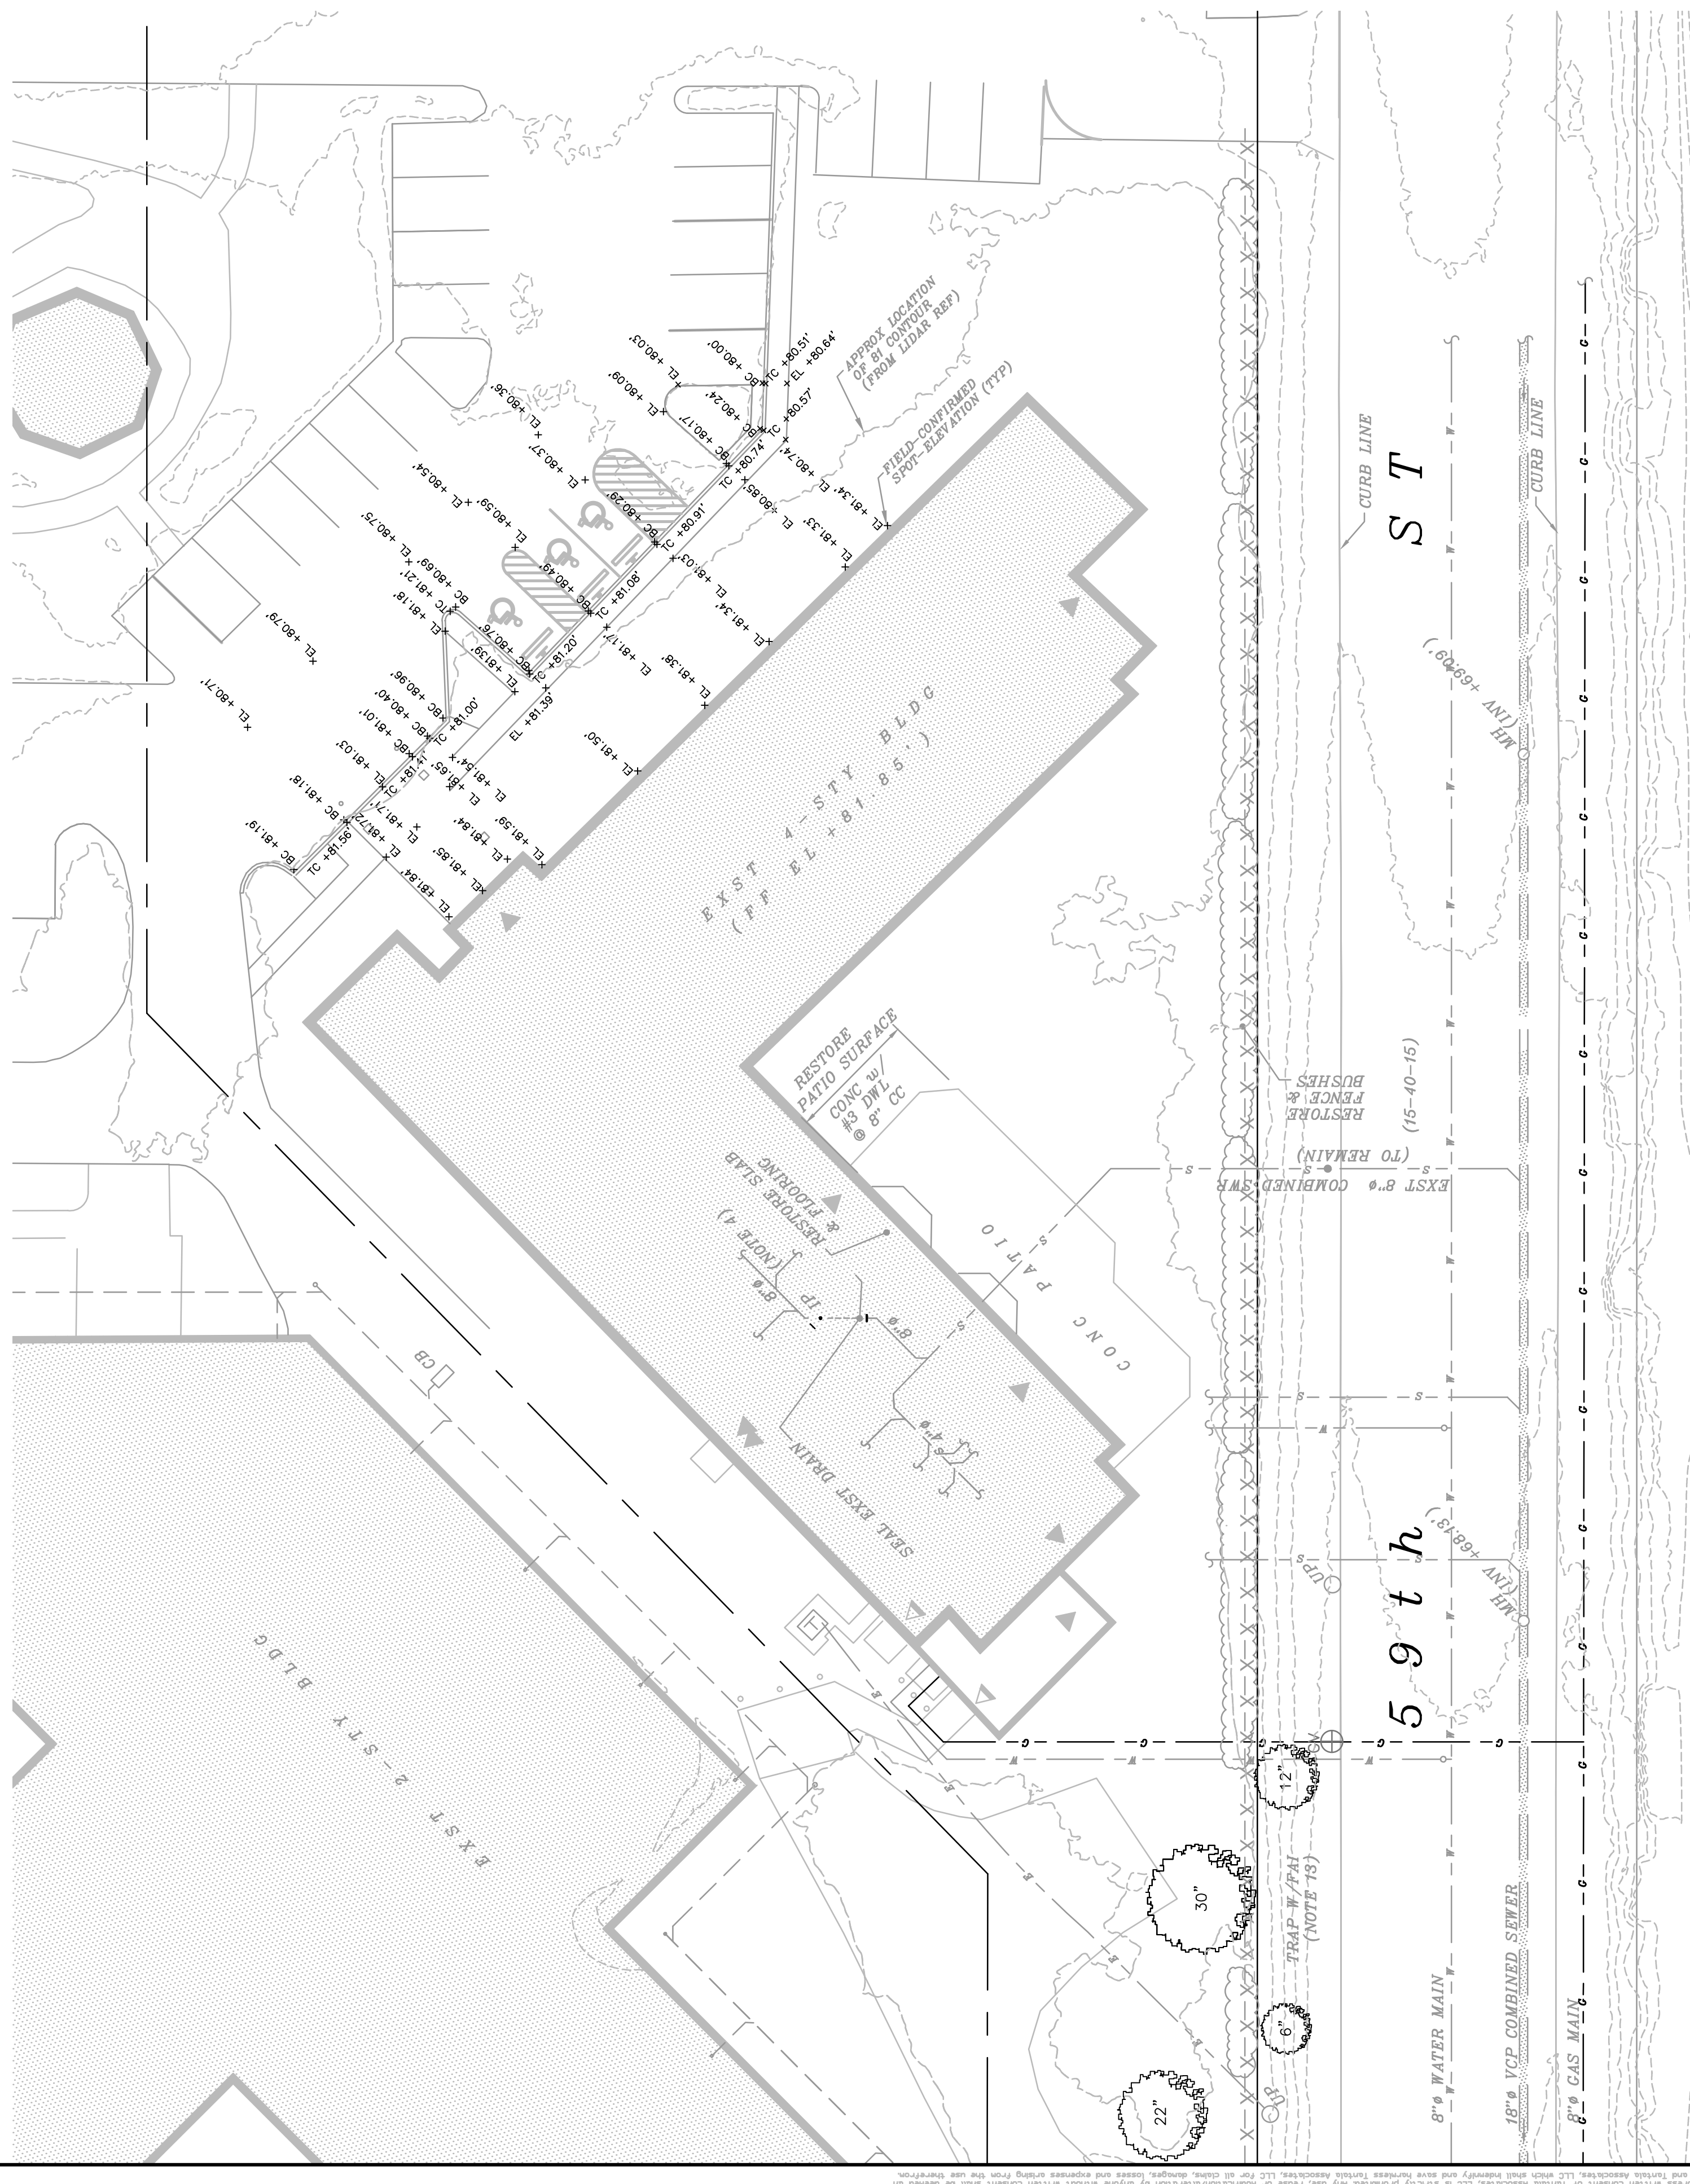 EL +80.03'
EL +80.09'
BC +80.00'
TC +80.51'
EL +80.64'
BC +80.24'
TC +80.57'
BC +80.17'
TC +80.74'
EL +80.74'
EL +80.85'
EL +80.36'
EL +80.37'
BC +80.29'
TC +80.91'
EL +81.03'
EL +81.34'
EL +81.33'
EL +80.54'
EL +80.59'
BC +80.49'
TC +81.08'
EL +81.17'
EL +81.34'
EL +81.38'
EL +80.75'
BC +80.69'
TC +81.21'
EL +81.18'
BC +80.76'
TC +81.20'
EL +81.39'
EL +81.39'
EL +80.79'
EL +80.71'
BC +80.96'
BC +80.40'
TC +81.00'
BC +81.01'
TC +81.41'
EL +81.03'
EL +81.54'
EL +81.65'
EL +81.50'
BC +81.18'
TC +81.56'
EL +81.71'
EL +81.72'
EL +81.84'
EL +81.59'
EL +81.85'
EL +81.84'
BC +81.19'
APPROX LOCATION
OF 81 CONTOUR
(FROM LIDAR REF)
FIELD-CONFIRMED
SPOT-ELEVATION (TYP)
EXST 4-STY BLDG
(FF EL +81.85')
RESTORE
PATIO SURFACE
CONC w/
#3 DWL
@ 8" CC
RESTORE SLAB
& FLOORING
(NOTE 4)
IP
8"ø
8"ø
4"ø
S
SEAL EXST DRAIN
CONC PATIO
S
S
CB
EXST 2-STY BLDG
T
E
E
E
E
E
RESTORE
FENCE &
BUSHES
(15-40-15)
EXST 8"ø COMBINED SWR
(TO REMAIN)
S
S
S
S
S
W
S
S
CURB LINE
CURB LINE
59th ST
MH(INV +69.09')
MH(INV +68.13')
UP
UP
G
W
12"
30"
6"
22"
TRAP W/FAI
(NOTE 13)
8"ø WATER MAIN
18"ø VCP COMBINED SEWER
8"ø GAS MAIN